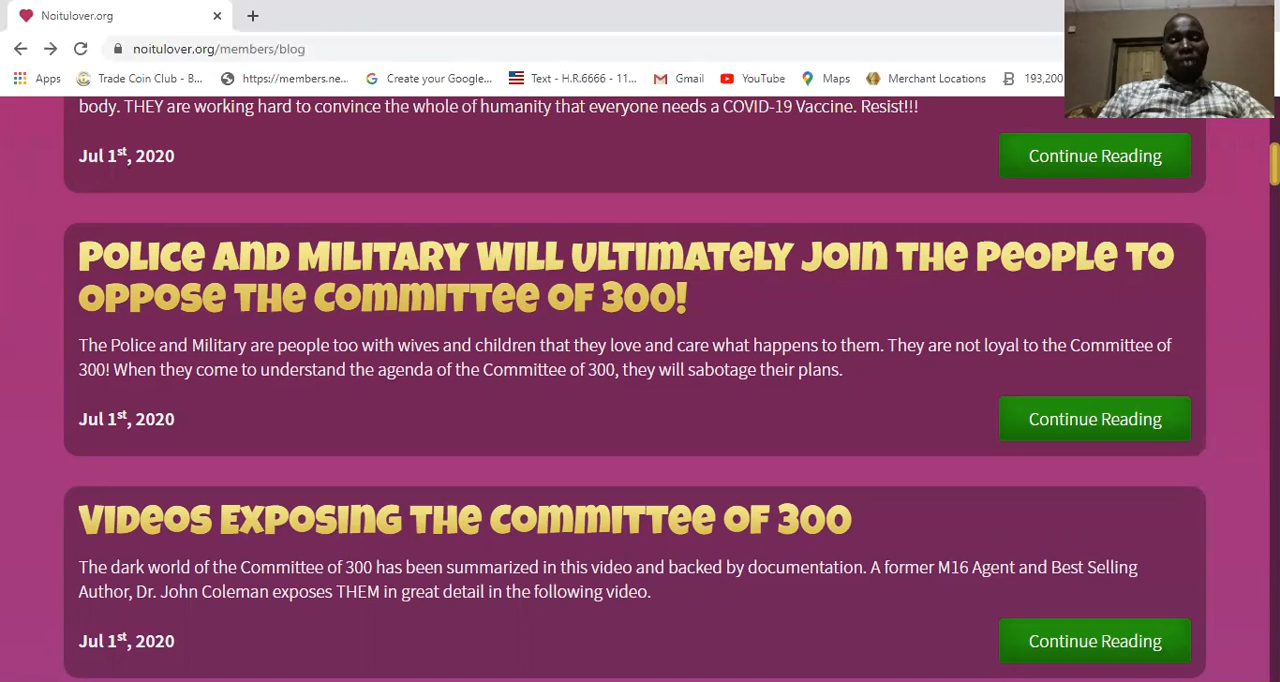 Noitulover.org
noitulover.org/members/blog
Apps Trade Coin Club - B... https://members.ne... Create your Google... Text - H.R.6666 - 11... Gmail YouTube Maps Merchant Locations 193,200
body. THEY are working hard to convince the whole of humanity that everyone needs a COVID-19 Vaccine. Resist!!!
Jul 1st, 2020 Continue Reading
Police and Military will ultimately join the people to
oppose the Committee of 300!
The Police and Military are people too with wives and children that they love and care what happens to them. They are not loyal to the Committee of
300! When they come to understand the agenda of the Committee of 300, they will sabotage their plans.
Jul 1st, 2020 Continue Reading
Videos Exposing the Committee of 300
The dark world of the Committee of 300 has been summarized in this video and backed by documentation. A former M16 Agent and Best Selling
Author, Dr. John Coleman exposes THEM in great detail in the following video.
Jul 1st, 2020 Continue Reading